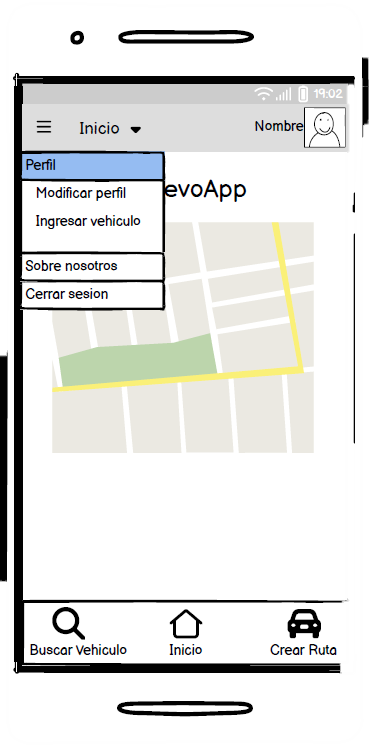 19:02
Inicio
Nombre
Perfil
evoApp
Modificar perfil
Ingresar vehiculo
Sobre nosotros
Cerrar sesion
Buscar Vehiculo
Inicio
Crear Ruta